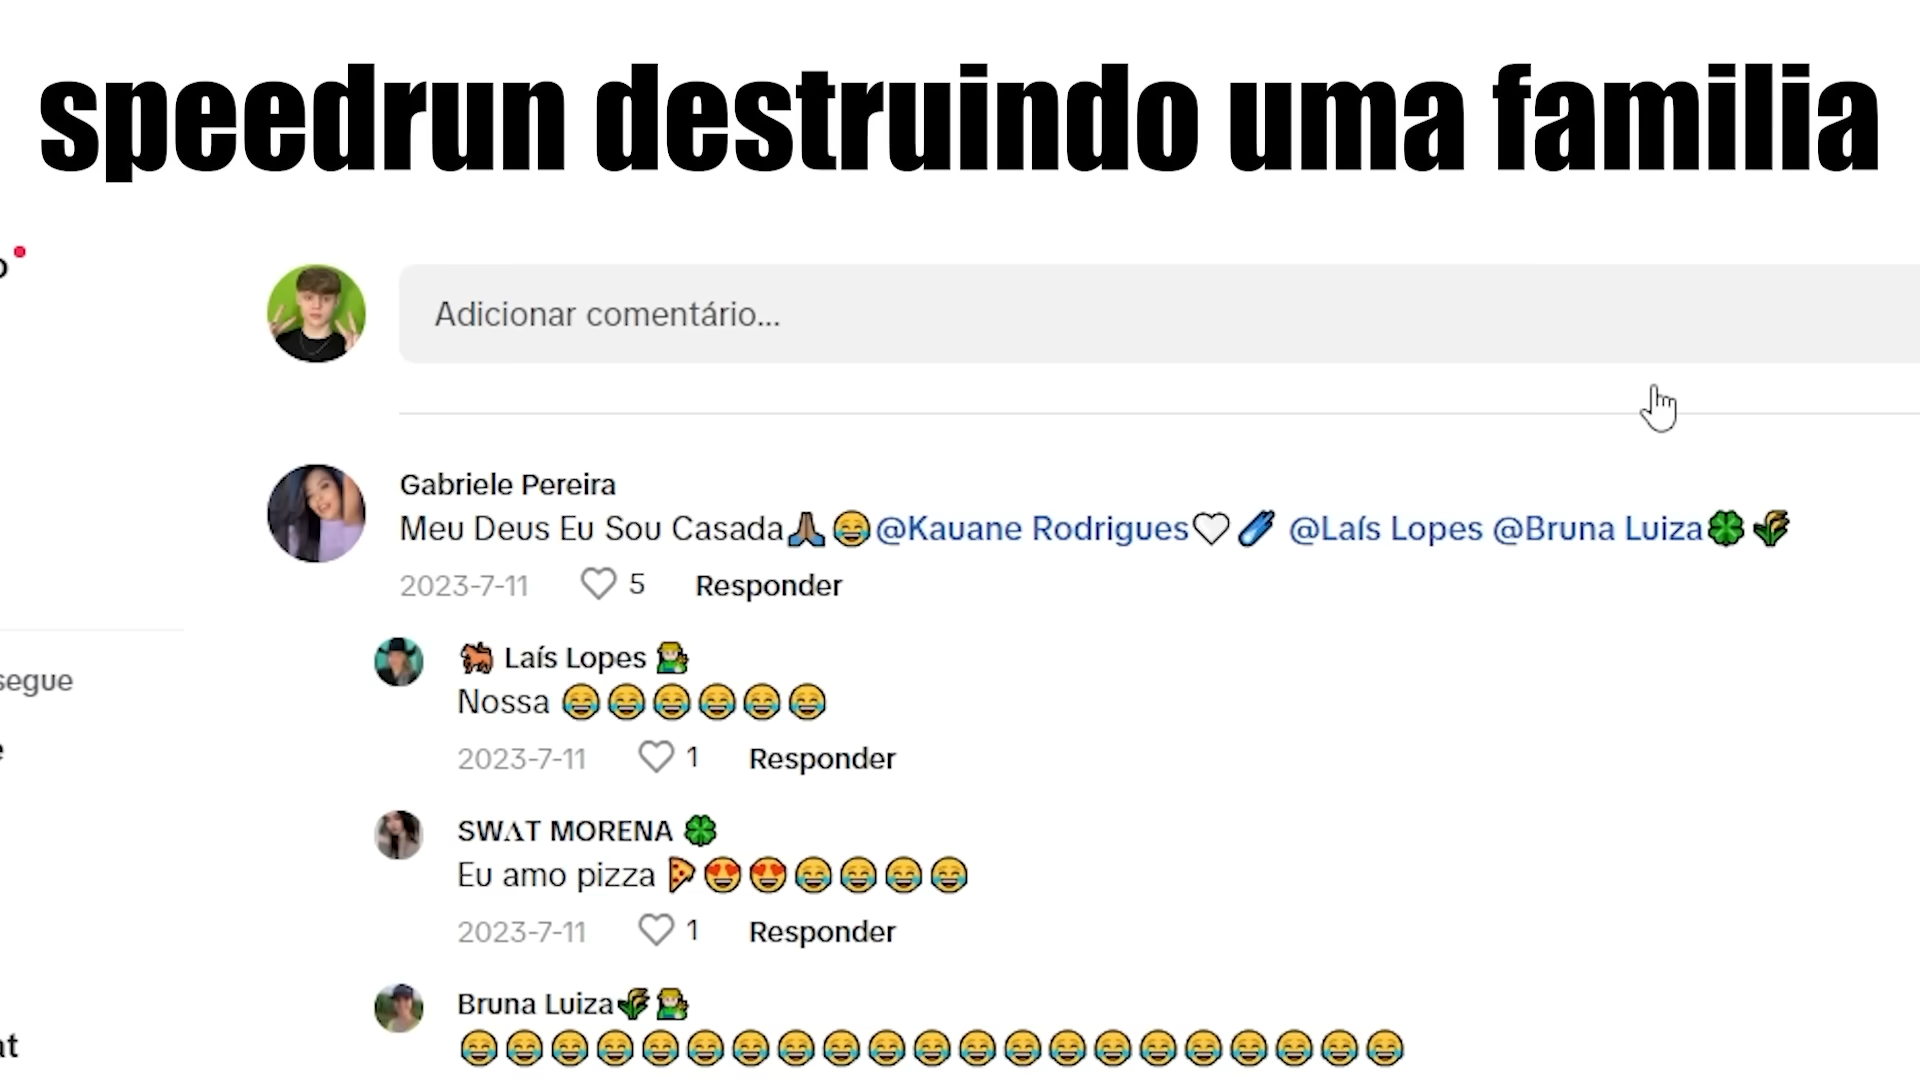 speedrun destruindo uma familia
Adicionar comentário...
Gabriele Pereira
Meu Deus Eu Sou Casada🙏🏽😂@Kauane Rodrigues🤍☄️ @Laís Lopes @Bruna Luiza🍀🌾
2023-7-11 5 Responder
🐂 Laís Lopes 👨‍🌾
Nossa 😂😂😂😂😂😂
2023-7-11 1 Responder
segue
SWΛT MORENA 🍀
Eu amo pizza 🍕😍😍😂😂😂😂
2023-7-11 1 Responder
Bruna Luiza🌾👨‍🌾
😂😂😂😂😂😂😂😂😂😂😂😂😂😂😂😂😂😂😂😂😂